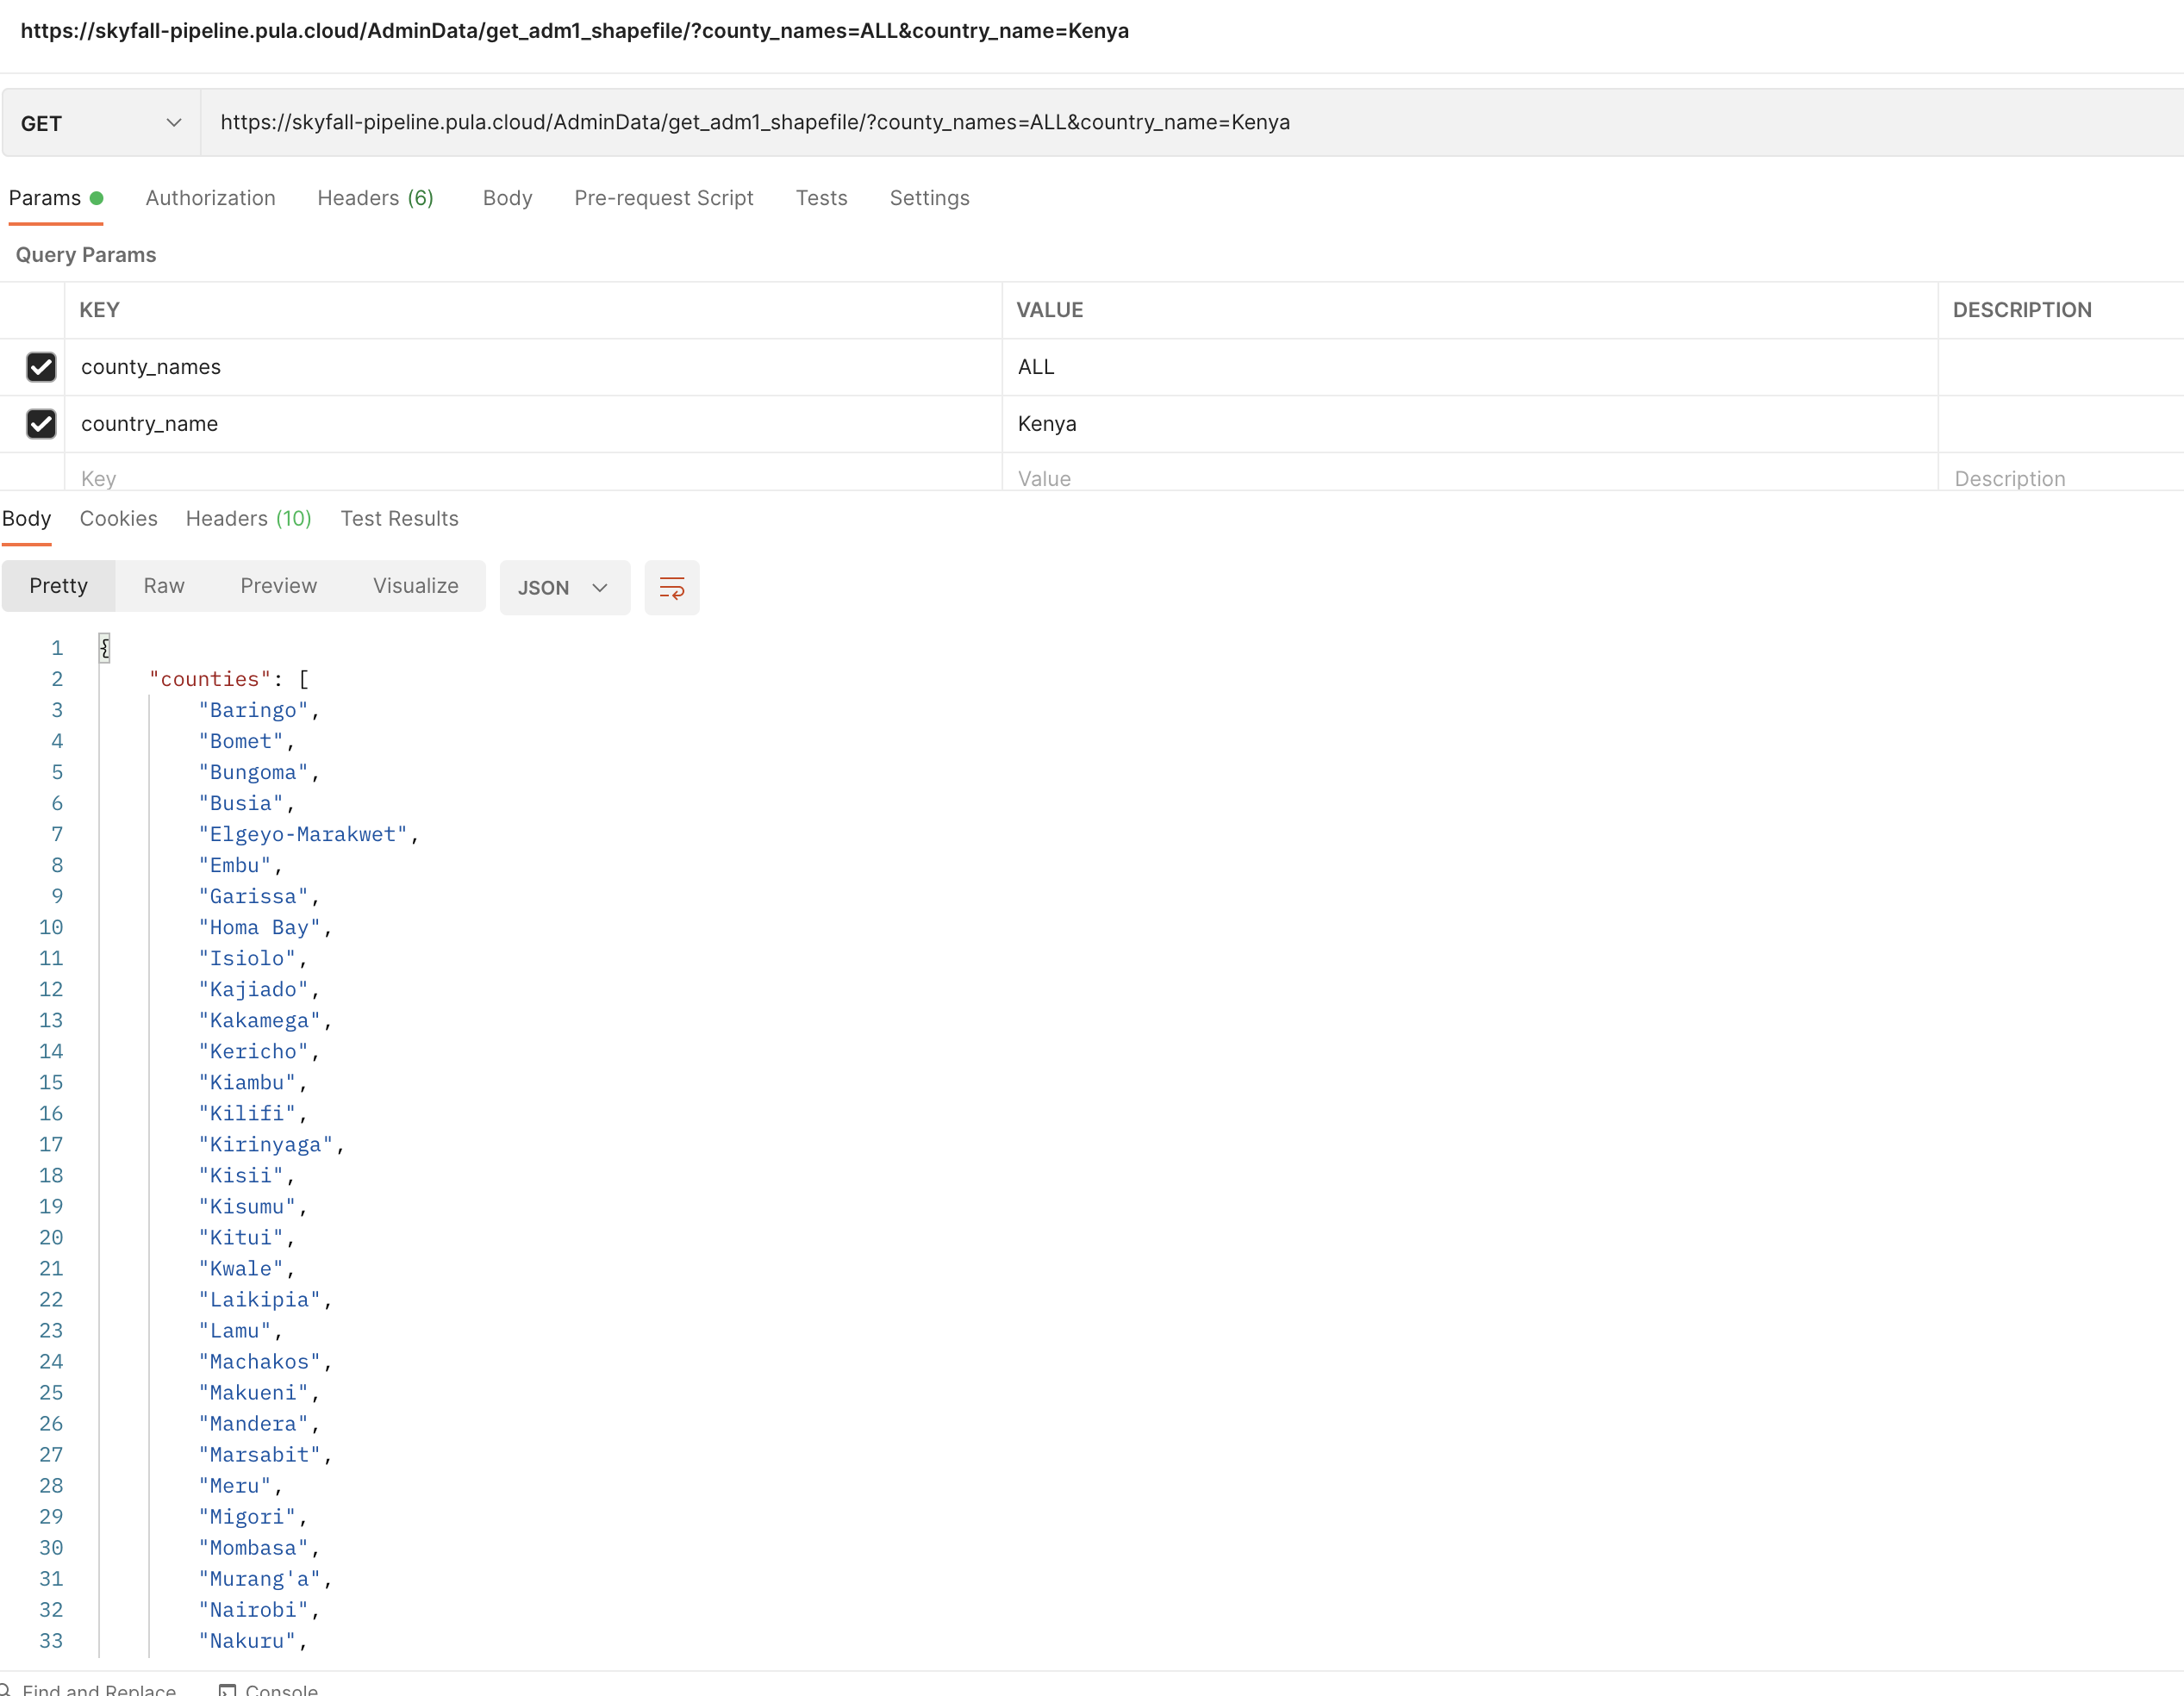 https://skyfall-pipeline.pula.cloud/AdminData/get_adm1_shapefile/?county_names=ALL&country_name=Kenya
GET https://skyfall-pipeline.pula.cloud/AdminData/get_adm1_shapefile/?county_names=ALL&country_name=Kenya
Params Authorization Headers (6) Body Pre-request Script Tests Settings
Query Params
KEY VALUE DESCRIPTION
county_names ALL
country_name Kenya
Key Value Description
Body Cookies Headers (10) Test Results
Pretty Raw Preview Visualize JSON
1 {
2 "counties": [
3 "Baringo",
4 "Bomet",
5 "Bungoma",
6 "Busia",
7 "Elgeyo-Marakwet",
8 "Embu",
9 "Garissa",
10 "Homa Bay",
11 "Isiolo",
12 "Kajiado",
13 "Kakamega",
14 "Kericho",
15 "Kiambu",
16 "Kilifi",
17 "Kirinyaga",
18 "Kisii",
19 "Kisumu",
20 "Kitui",
21 "Kwale",
22 "Laikipia",
23 "Lamu",
24 "Machakos",
25 "Makueni",
26 "Mandera",
27 "Marsabit",
28 "Meru",
29 "Migori",
30 "Mombasa",
31 "Murang'a",
32 "Nairobi",
33 "Nakuru",
Find and Replace Console